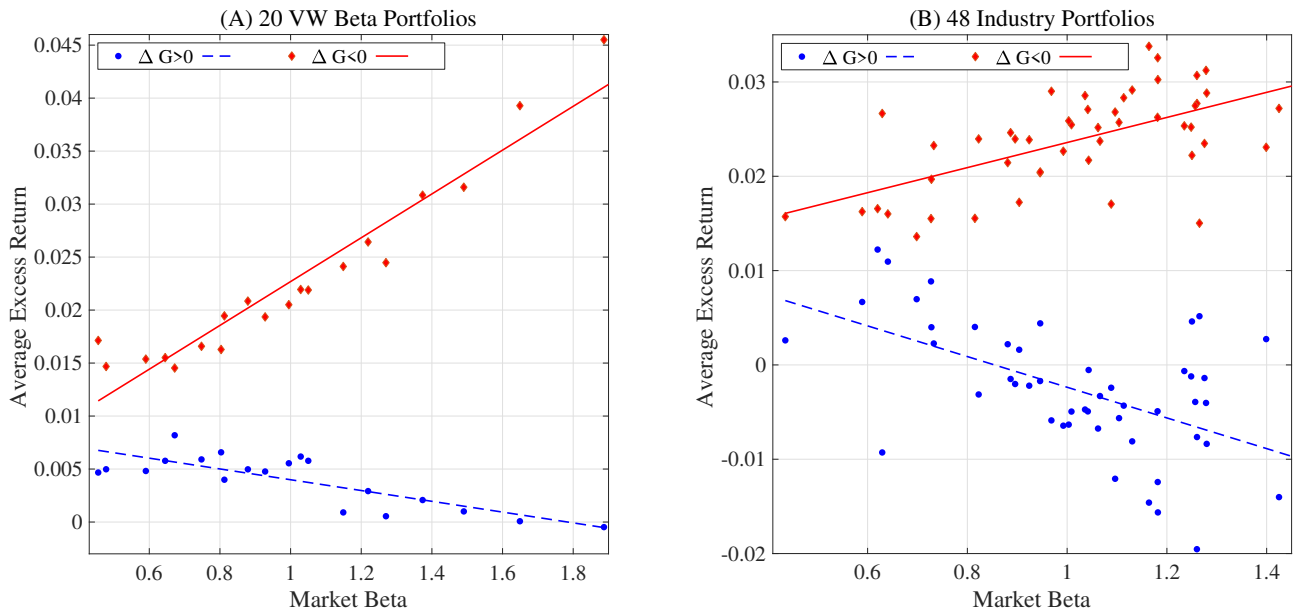 (A) 20 VW Beta Portfolios
Δ G>0 Δ G<0
0.045
0.04
0.035
0.03
0.025
0.02
0.015
0.01
0.005
0
Average Excess Return
0.6 0.8 1 1.2 1.4 1.6 1.8
Market Beta
(B) 48 Industry Portfolios
Δ G>0 Δ G<0
0.03
0.02
0.01
0
-0.01
-0.02
Average Excess Return
0.6 0.8 1 1.2 1.4
Market Beta